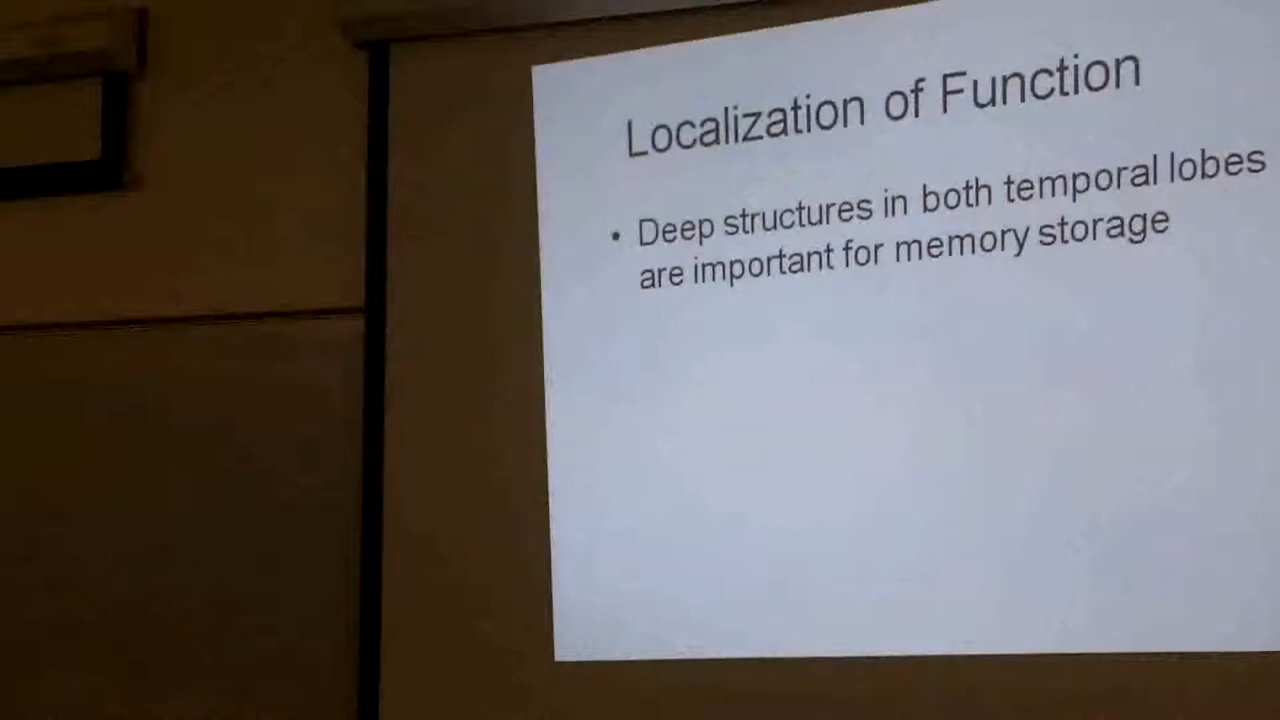 Localization of Function
• Deep structures in both temporal lobes
are important for memory storage